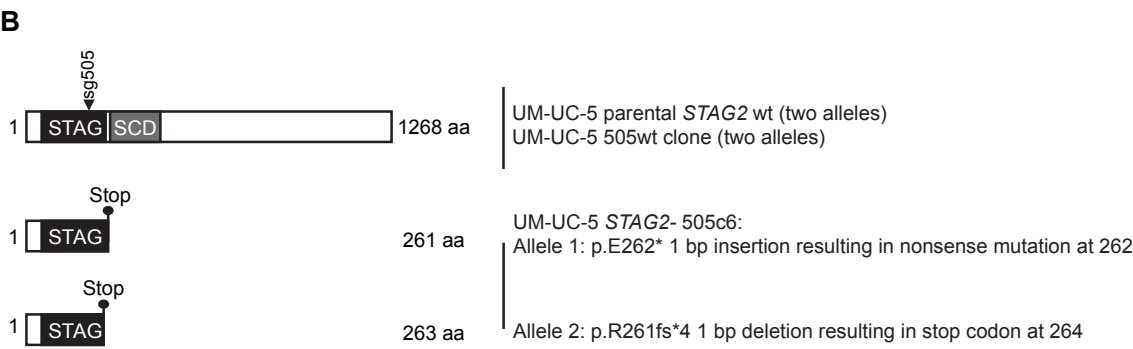 B
sg505
1 STAG SCD 1268 aa
UM-UC-5 parental STAG2 wt (two alleles)
UM-UC-5 505wt clone (two alleles)
Stop
1 STAG 261 aa
UM-UC-5 STAG2- 505c6:
Allele 1: p.E262* 1 bp insertion resulting in nonsense mutation at 262
Stop
1 STAG 263 aa
Allele 2: p.R261fs*4 1 bp deletion resulting in stop codon at 264